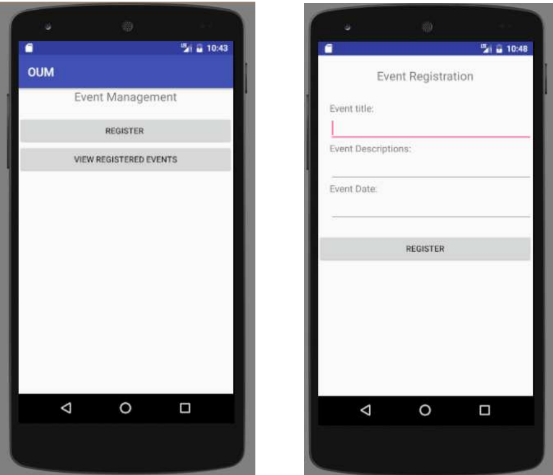 10:43
OUM
Event Management
REGISTER
VIEW REGISTERED EVENTS
10:48
Event Registration
Event title:
Event Descriptions:
Event Date:
REGISTER